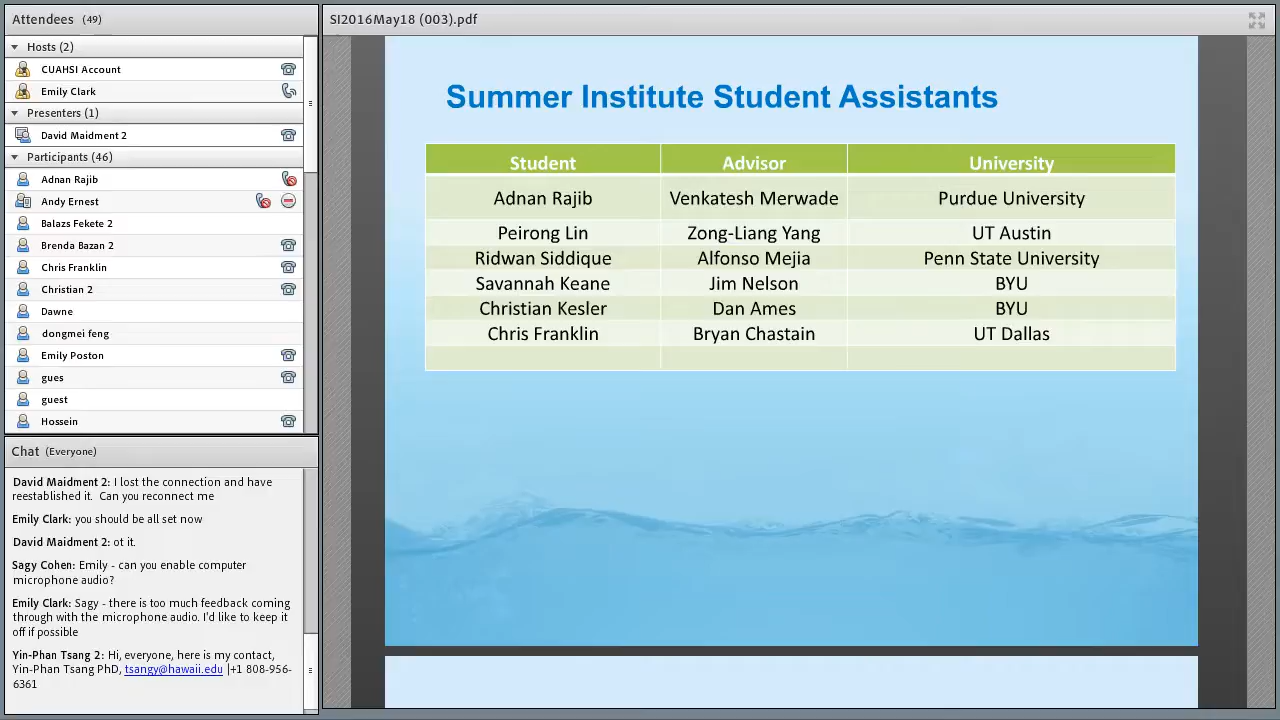 Attendees (49)
Hosts (2)
CUAHSI Account
Emily Clark
Presenters (1)
David Maidment 2
Participants (46)
Adnan Rajib
Andy Ernest
Balazs Fekete 2
Brenda Bazan 2
Chris Franklin
Christian 2
Dawne
dongmei feng
Emily Poston
gues
guest
Hossein
Chat (Everyone)
David Maidment 2: I lost the connection and have
reestablished it. Can you reconnect me
Emily Clark: you should be all set now
David Maidment 2: ot it.
Sagy Cohen: Emily - can you enable computer
microphone audio?
Emily Clark: Sagy - there is too much feedback coming
through with the microphone audio. I'd like to keep it
off if possible
Yin-Phan Tsang 2: Hi, everyone, here is my contact,
Yin-Phan Tsang PhD, tsangy@hawaii.edu |+1 808-956-
6361
SI2016May18 (003).pdf
Summer Institute Student Assistants
Student Advisor University
Adnan Rajib Venkatesh Merwade Purdue University
Peirong Lin Zong-Liang Yang UT Austin
Ridwan Siddique Alfonso Mejia Penn State University
Savannah Keane Jim Nelson BYU
Christian Kesler Dan Ames BYU
Chris Franklin Bryan Chastain UT Dallas